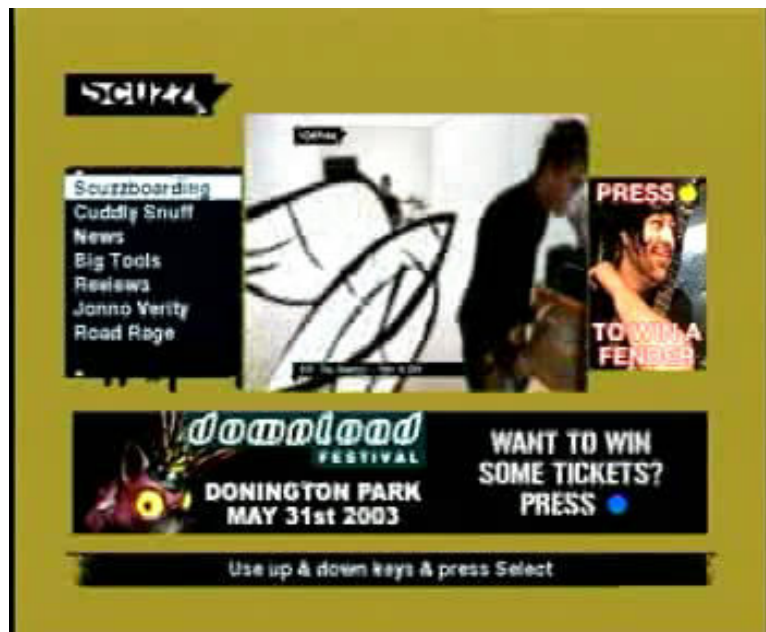 Scuzz
Scuzzboarding
Cuddly Snuff
News
Big Tools
Reviews
Jonno Verity
Road Rage
PRESS
TO WIN A
FENDER
download
FESTIVAL
DONINGTON PARK
MAY 31st 2003
WANT TO WIN
SOME TICKETS?
PRESS
Use up & down keys & press Select